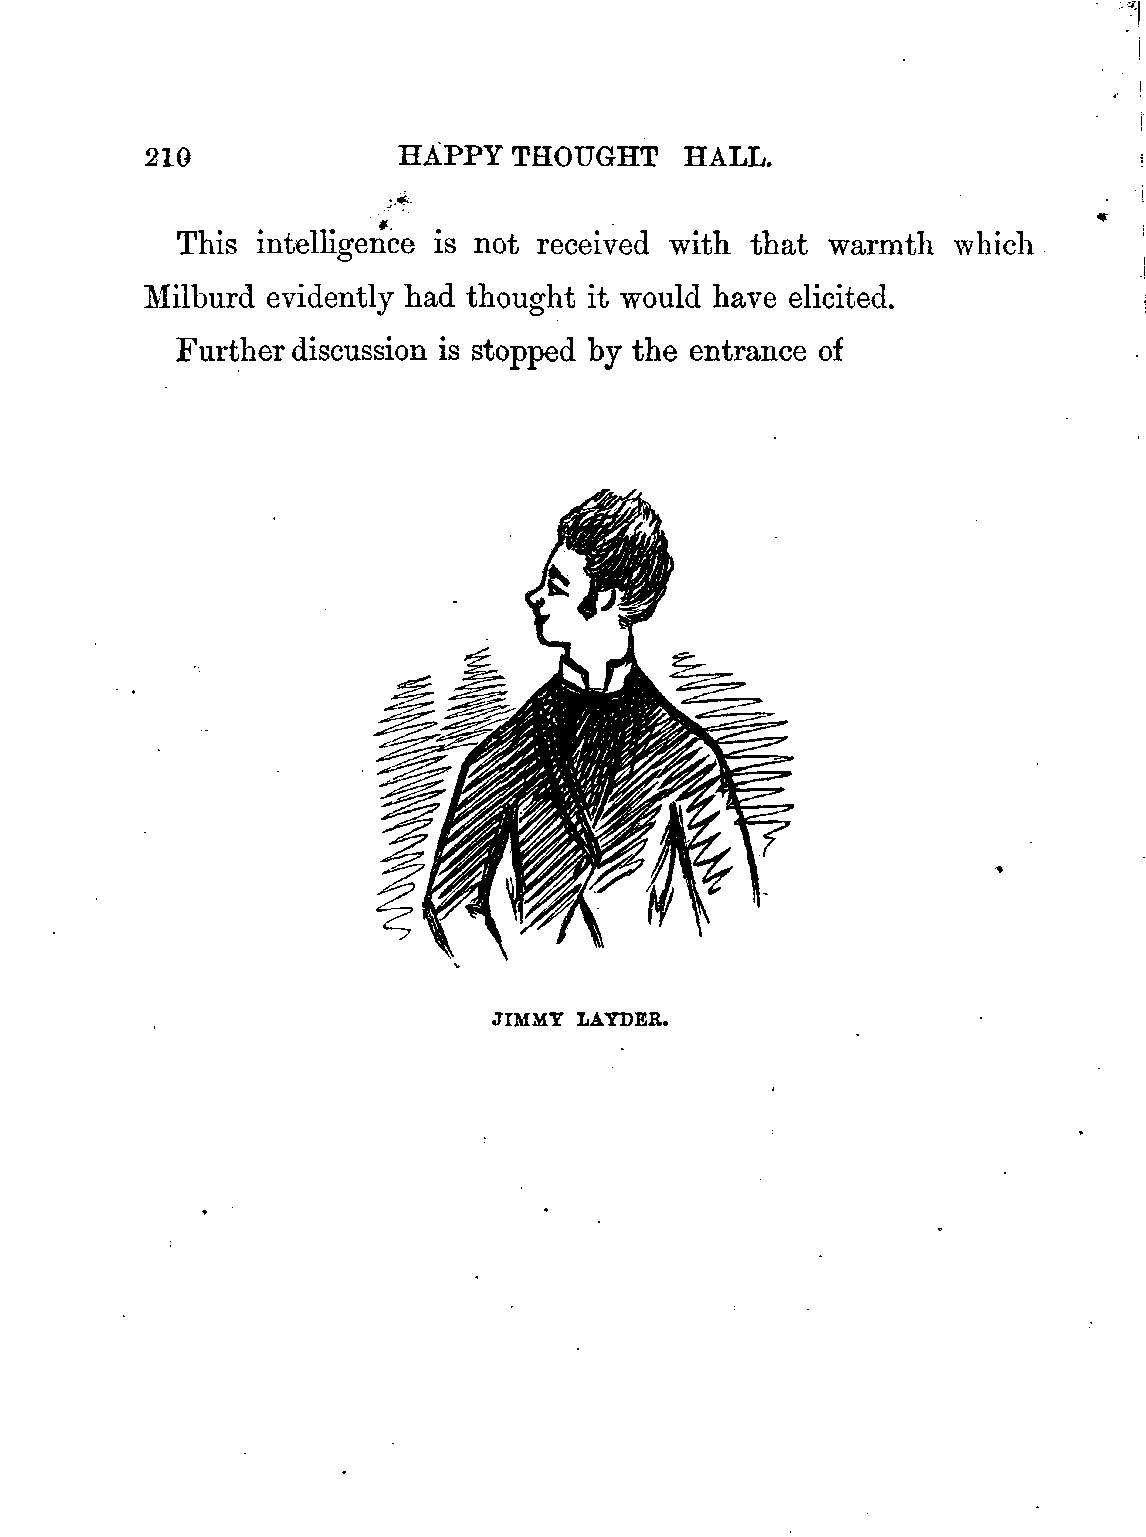 210 HAPPY THOUGHT HALL.
This intelligence is not received with that warmth which
Milburd evidently had thought it would have elicited.
Further discussion is stopped by the entrance of
JIMMY LAYDER.